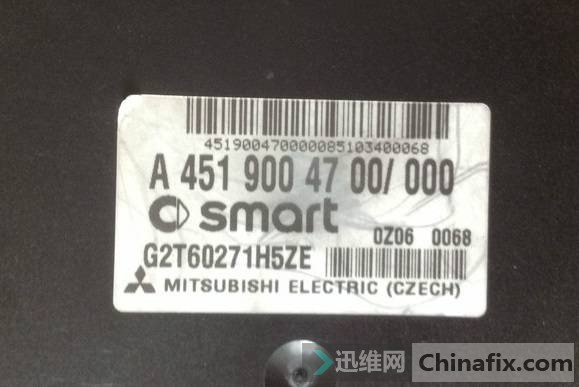 451900470000085103400068
A 451 900 47 00/ 000
smart
0Z06 0068
G2T60271H5ZE
MITSUBISHI ELECTRIC (CZECH)
迅维网 Chinafix.com